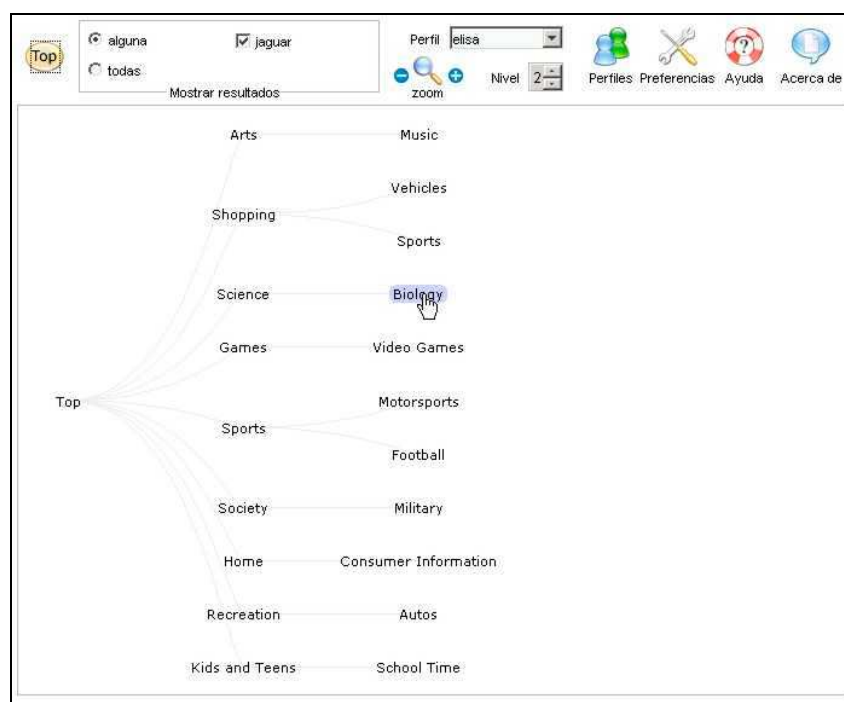 Top
alguna
jaguar
todas
Mostrar resultados
Perfil elisa
zoom
Nivel 2
Perfiles Preferencias Ayuda Acerca de
Arts Music
Vehicles
Shopping
Sports
Science Biology
Games Video Games
Top
Motorsports
Sports
Football
Society Military
Home Consumer Information
Recreation Autos
Kids and Teens School Time